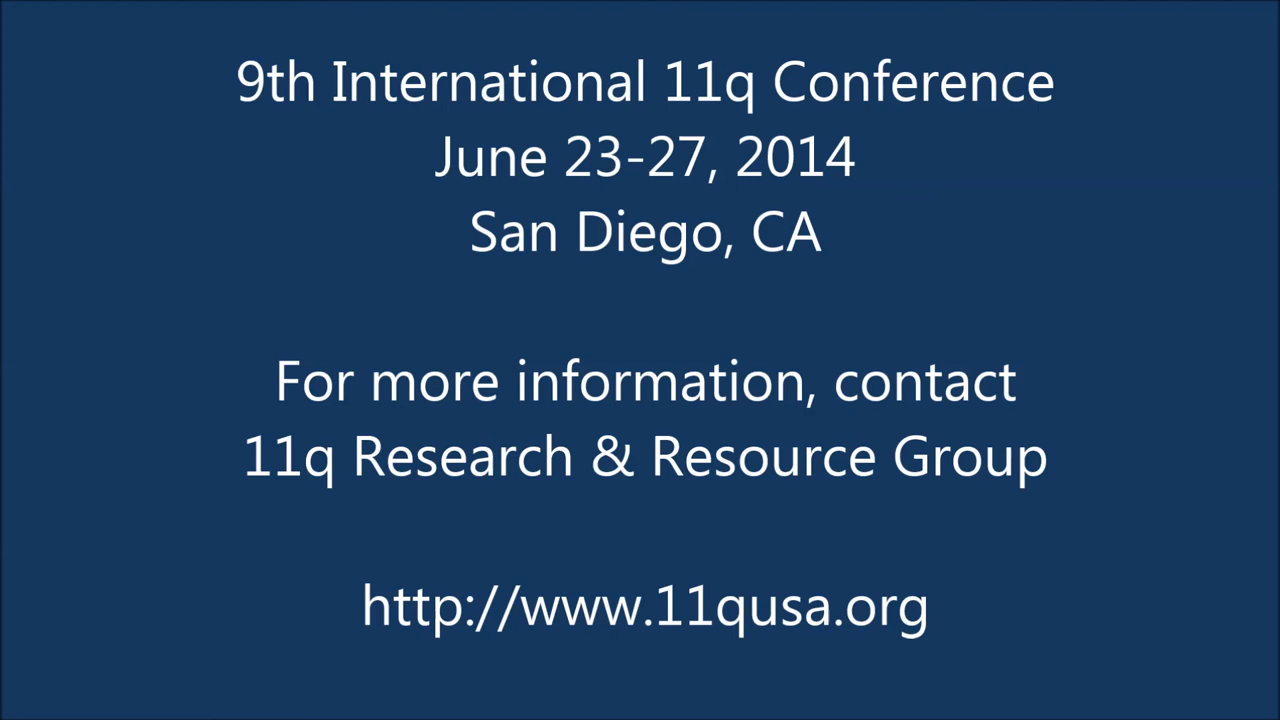 9th International 11q Conference
June 23-27, 2014
San Diego, CA
For more information, contact
11q Research & Resource Group
http://www.11qusa.org